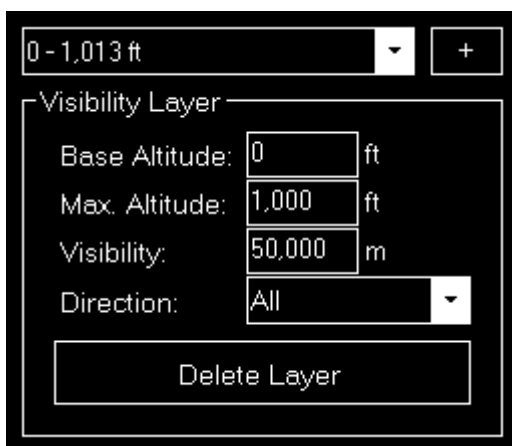 0 - 1,013 ft +
Visibility Layer
Base Altitude: 0 ft
Max. Altitude: 1,000 ft
Visibility: 50,000 m
Direction: All
Delete Layer